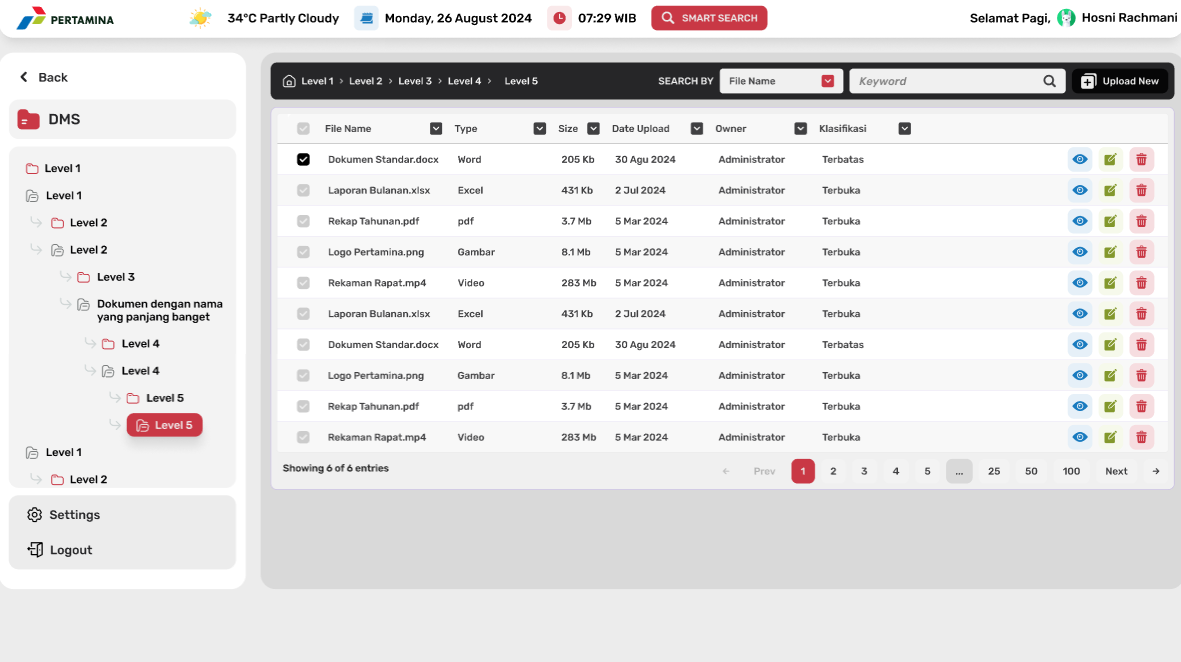 PERTAMINA
34°C Partly Cloudy
Monday, 26 August 2024
07:29 WIB
SMART SEARCH
Selamat Pagi, Hosni Rachmani
Back
DMS
Level 1
Level 1
Level 2
Level 2
Level 3
Dokumen dengan nama
yang panjang banget
Level 4
Level 4
Level 5
Level 5
Level 1
Level 2
Settings
Logout
Level 1 > Level 2 > Level 3 > Level 4 > Level 5
SEARCH BY File Name Keyword Upload New
File Name Type Size Date Upload Owner Klasifikasi
Dokumen Standar.docx Word 205 Kb 30 Agu 2024 Administrator Terbatas
Laporan Bulanan.xlsx Excel 431 Kb 2 Jul 2024 Administrator Terbuka
Rekap Tahunan.pdf pdf 3.7 Mb 5 Mar 2024 Administrator Terbuka
Logo Pertamina.png Gambar 8.1 Mb 5 Mar 2024 Administrator Terbuka
Rekaman Rapat.mp4 Video 283 Mb 5 Mar 2024 Administrator Terbuka
Laporan Bulanan.xlsx Excel 431 Kb 2 Jul 2024 Administrator Terbuka
Dokumen Standar.docx Word 205 Kb 30 Agu 2024 Administrator Terbatas
Logo Pertamina.png Gambar 8.1 Mb 5 Mar 2024 Administrator Terbuka
Rekap Tahunan.pdf pdf 3.7 Mb 5 Mar 2024 Administrator Terbuka
Rekaman Rapat.mp4 Video 283 Mb 5 Mar 2024 Administrator Terbuka
Showing 6 of 6 entries
← Prev 1 2 3 4 5 ... 25 50 100 Next →